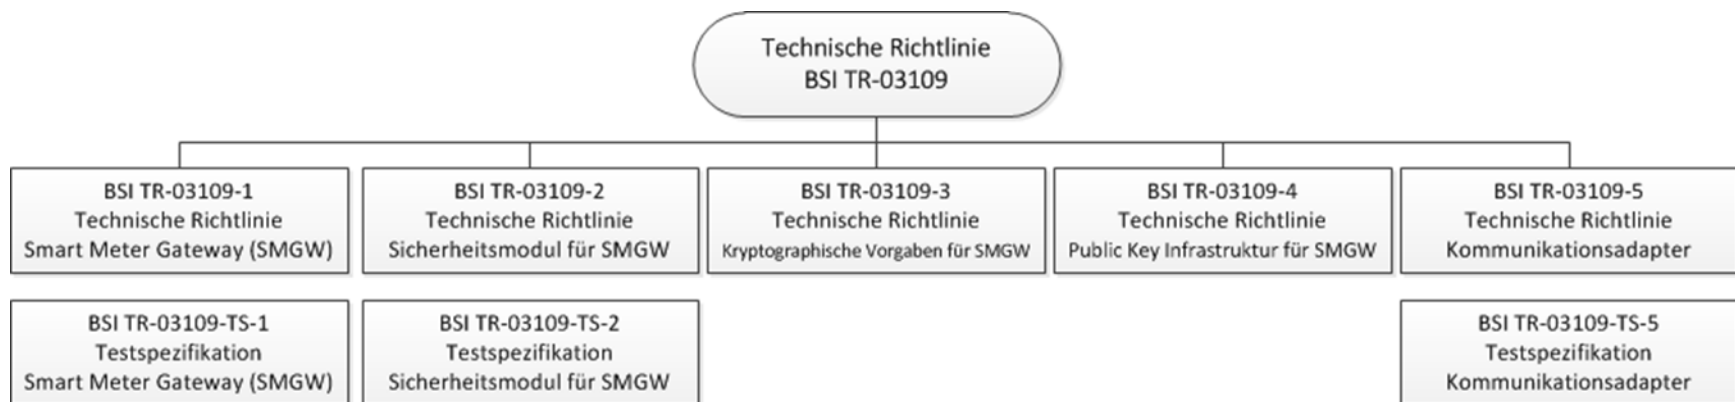 Technische Richtlinie
BSI TR-03109
BSI TR-03109-1
Technische Richtlinie
Smart Meter Gateway (SMGW)
BSI TR-03109-2
Technische Richtlinie
Sicherheitsmodul für SMGW
BSI TR-03109-3
Technische Richtlinie
Kryptographische Vorgaben für SMGW
BSI TR-03109-4
Technische Richtlinie
Public Key Infrastruktur für SMGW
BSI TR-03109-5
Technische Richtlinie
Kommunikationsadapter
BSI TR-03109-TS-1
Testspezifikation
Smart Meter Gateway (SMGW)
BSI TR-03109-TS-2
Testspezifikation
Sicherheitsmodul für SMGW
BSI TR-03109-TS-5
Testspezifikation
Kommunikationsadapter